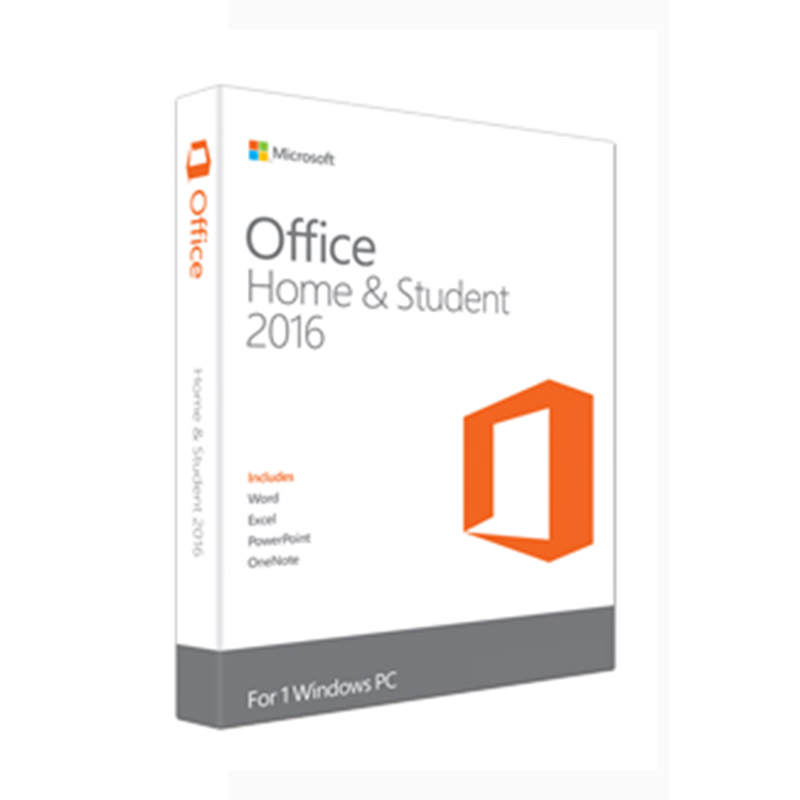 Office
Home & Student 2016
Microsoft
Office
Home & Student
2016
Includes
Word
Excel
PowerPoint
OneNote
For 1 Windows PC